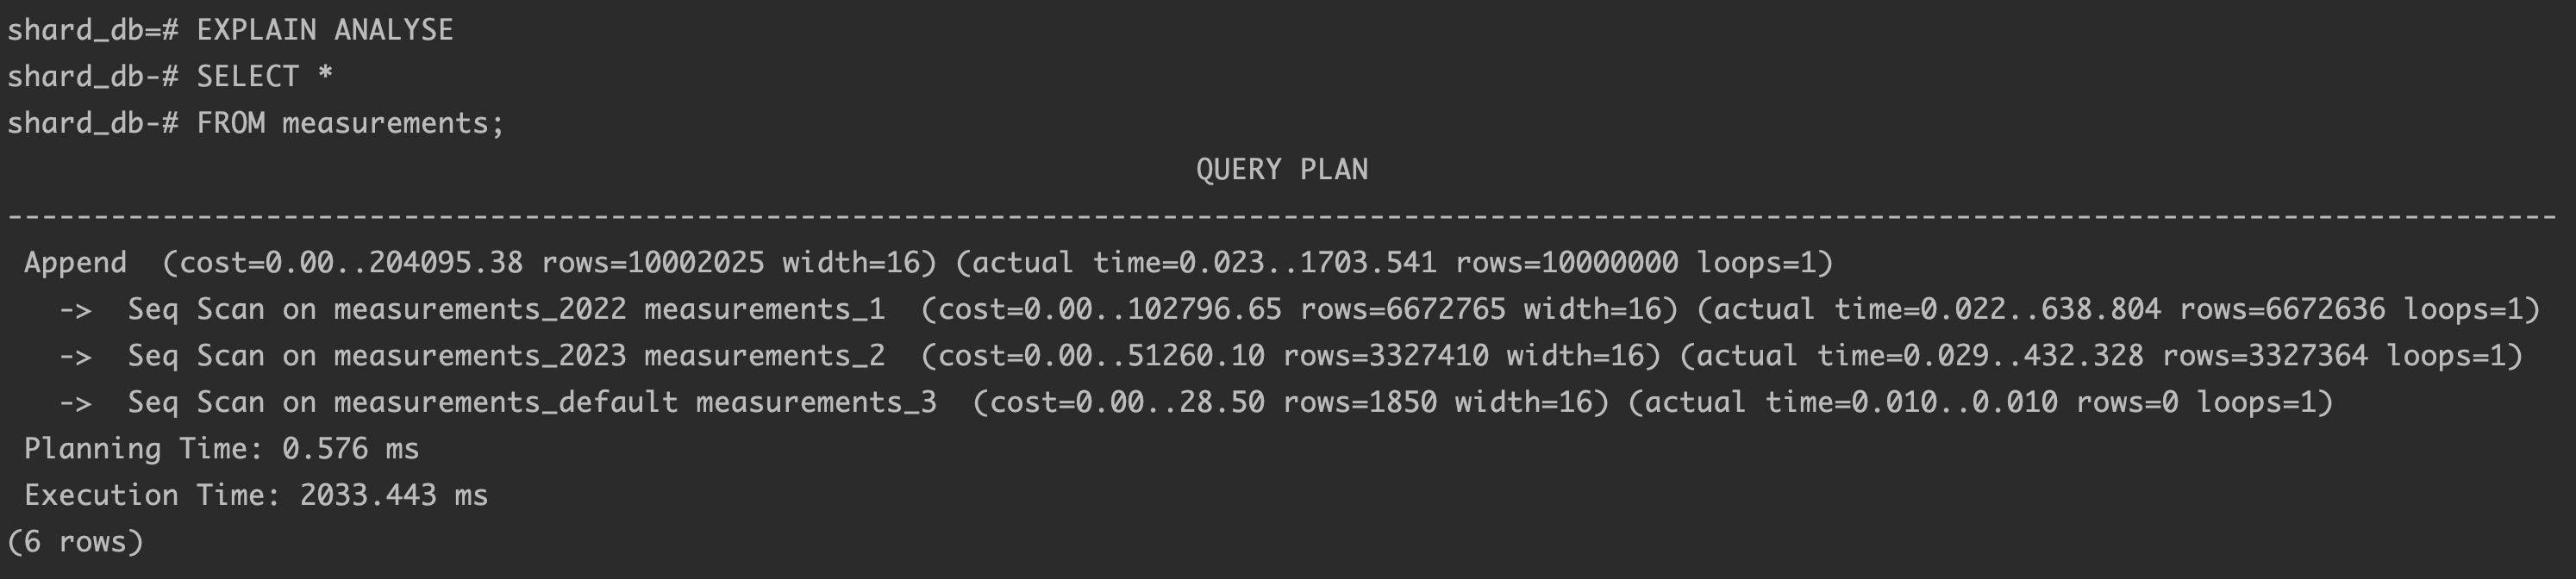 shard_db=# EXPLAIN ANALYSE
shard_db-# SELECT *
shard_db-# FROM measurements;
QUERY PLAN
-----------------------------------------------------------------------------------------------------------------------------------------------------
Append  (cost=0.00..204095.38 rows=10002025 width=16) (actual time=0.023..1703.541 rows=10000000 loops=1)
->  Seq Scan on measurements_2022 measurements_1  (cost=0.00..102796.65 rows=6672765 width=16) (actual time=0.022..638.804 rows=6672636 loops=1)
->  Seq Scan on measurements_2023 measurements_2  (cost=0.00..51260.10 rows=3327410 width=16) (actual time=0.029..432.328 rows=3327364 loops=1)
->  Seq Scan on measurements_default measurements_3  (cost=0.00..28.50 rows=1850 width=16) (actual time=0.010..0.010 rows=0 loops=1)
Planning Time: 0.576 ms
Execution Time: 2033.443 ms
(6 rows)